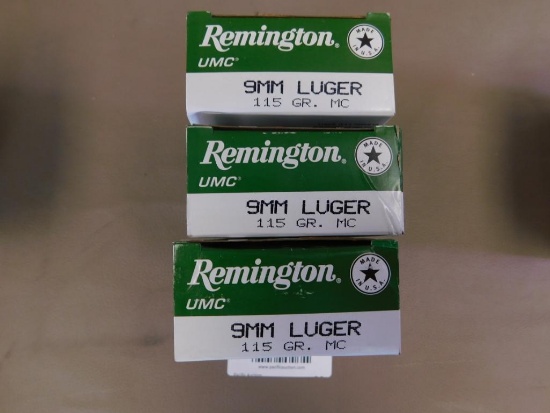 Remington®
UMC®
MADE
IN U.S.A.
9MM LUGER
115 GR. MC
Remington®
UMC®
MADE
IN U.S.A.
9MM LUGER
115 GR. MC
Remington®
UMC®
MADE
IN U.S.A.
9MM LUGER
115 GR. MC